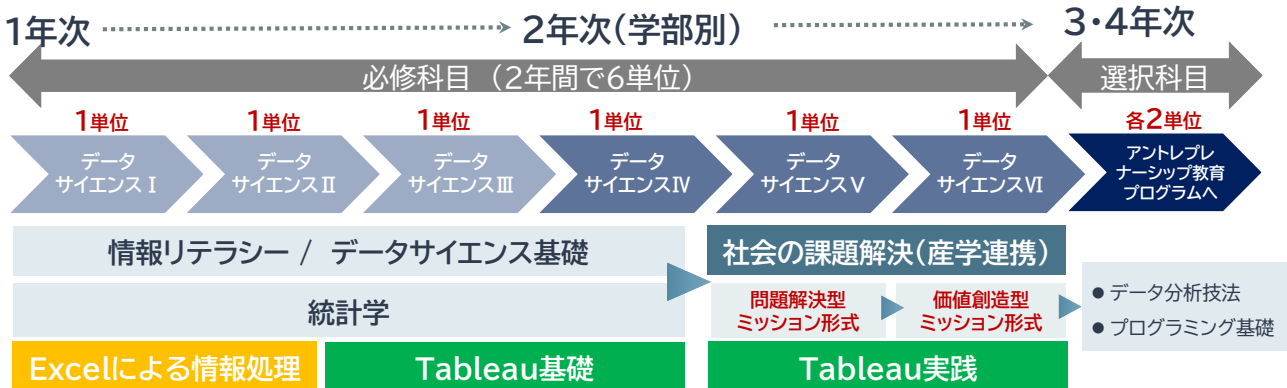 1年次
2年次(学部別)
3・4年次
必修科目 (2年間で6単位)
選択科目
1単位
1単位
1単位
1単位
1単位
1単位
各2単位
データ
サイエンスⅠ
データ
サイエンスⅡ
データ
サイエンスⅢ
データ
サイエンスⅣ
データ
サイエンスⅤ
データ
サイエンスⅥ
アントレプレ
ナーシップ教育
プログラムへ
情報リテラシー / データサイエンス基礎
統計学
社会の課題解決(産学連携)
問題解決型
ミッション形式
価値創造型
ミッション形式
● データ分析技法
● プログラミング基礎
Excelによる情報処理
Tableau基礎
Tableau実践